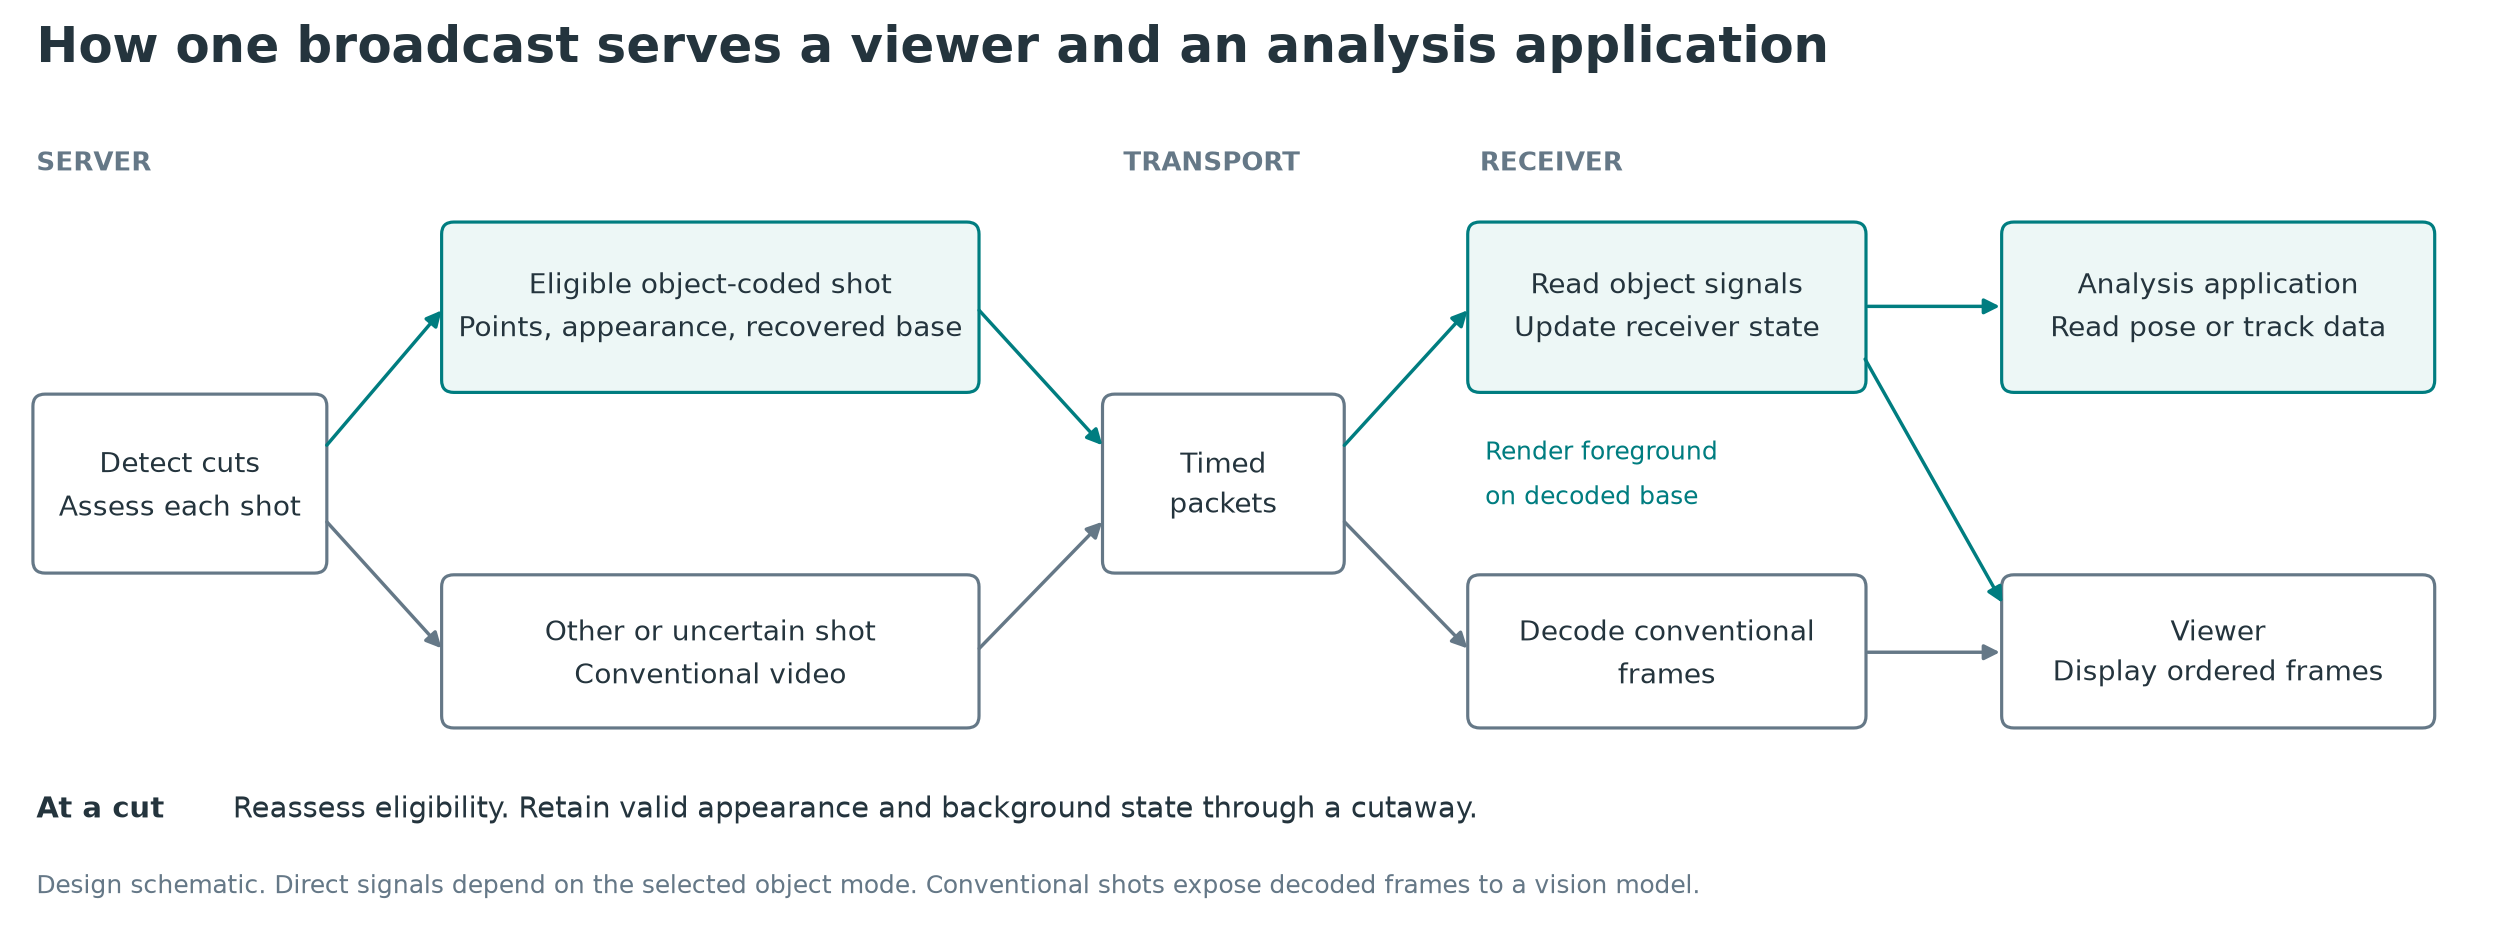 How one broadcast serves a viewer and an analysis application
SERVER
TRANSPORT
RECEIVER
Detect cuts
Assess each shot
Eligible object-coded shot
Points, appearance, recovered base
Other or uncertain shot
Conventional video
Timed
packets
Read object signals
Update receiver state
Render foreground
on decoded base
Decode conventional
frames
Analysis application
Read pose or track data
Viewer
Display ordered frames
At a cut Reassess eligibility. Retain valid appearance and background state through a cutaway.
Design schematic. Direct signals depend on the selected object mode. Conventional shots expose decoded frames to a vision model.